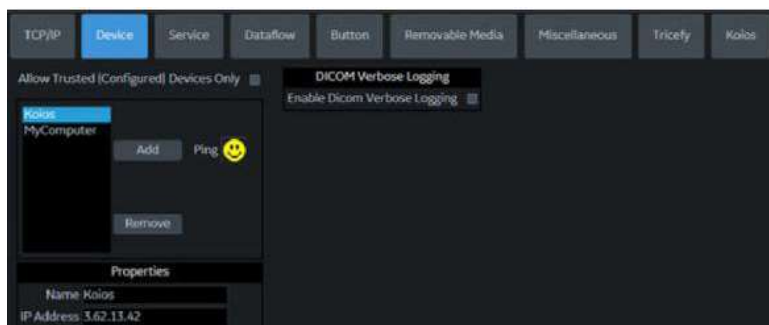 TCP/IP Device Service Dataflow Button Removable Media Miscellaneous Tricefy Koios
Allow Trusted (Configured) Devices Only
DICOM Verbose Logging
Enable Dicom Verbose Logging
Koios
MyComputer
Add Ping
Remove
Properties
Name Koios
IP Address 3.62.13.42